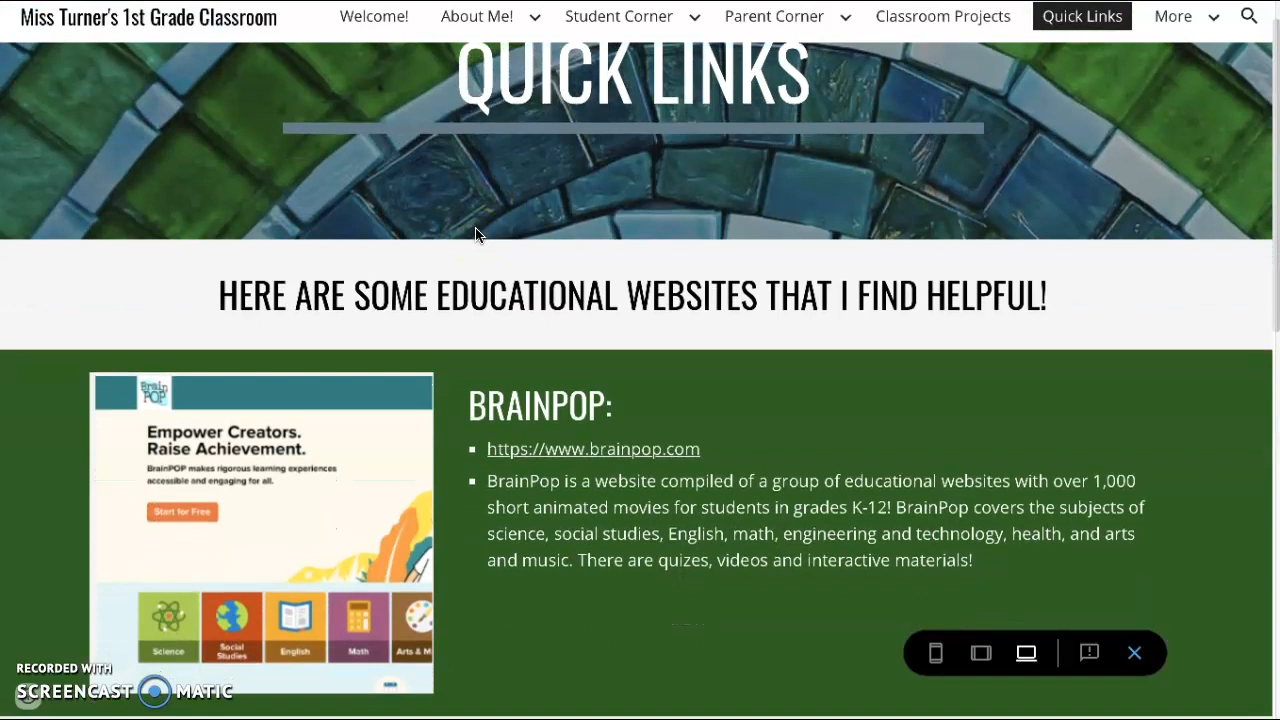 Miss Turner's 1st Grade Classroom
Welcome! About Me! Student Corner Parent Corner Classroom Projects Quick Links More
QUICK LINKS
HERE ARE SOME EDUCATIONAL WEBSITES THAT I FIND HELPFUL!
Brain POP
Empower Creators.
Raise Achievement.
BrainPOP makes rigorous learning experiences
accessible and engaging for all.
Start for Free
Science Social Studies English Math Arts & M
BRAINPOP:
https://www.brainpop.com
BrainPop is a website compiled of a group of educational websites with over 1,000
short animated movies for students in grades K-12! BrainPop covers the subjects of
science, social studies, English, math, engineering and technology, health, and arts
and music. There are quizes, videos and interactive materials!
RECORDED WITH
SCREENCAST MATIC